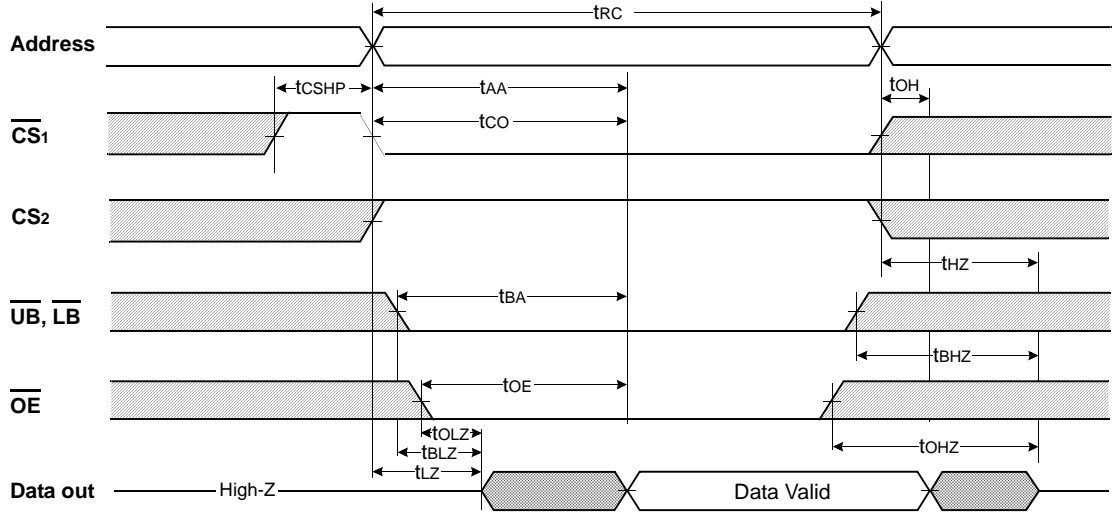 tRC
Address
tCSHP
tAA
tOH
CS1
tCO
CS2
tHZ
UB, LB
tBA
tBHZ
OE
tOE
tOLZ
tBLZ
tOHZ
tLZ
Data out
High-Z
Data Valid